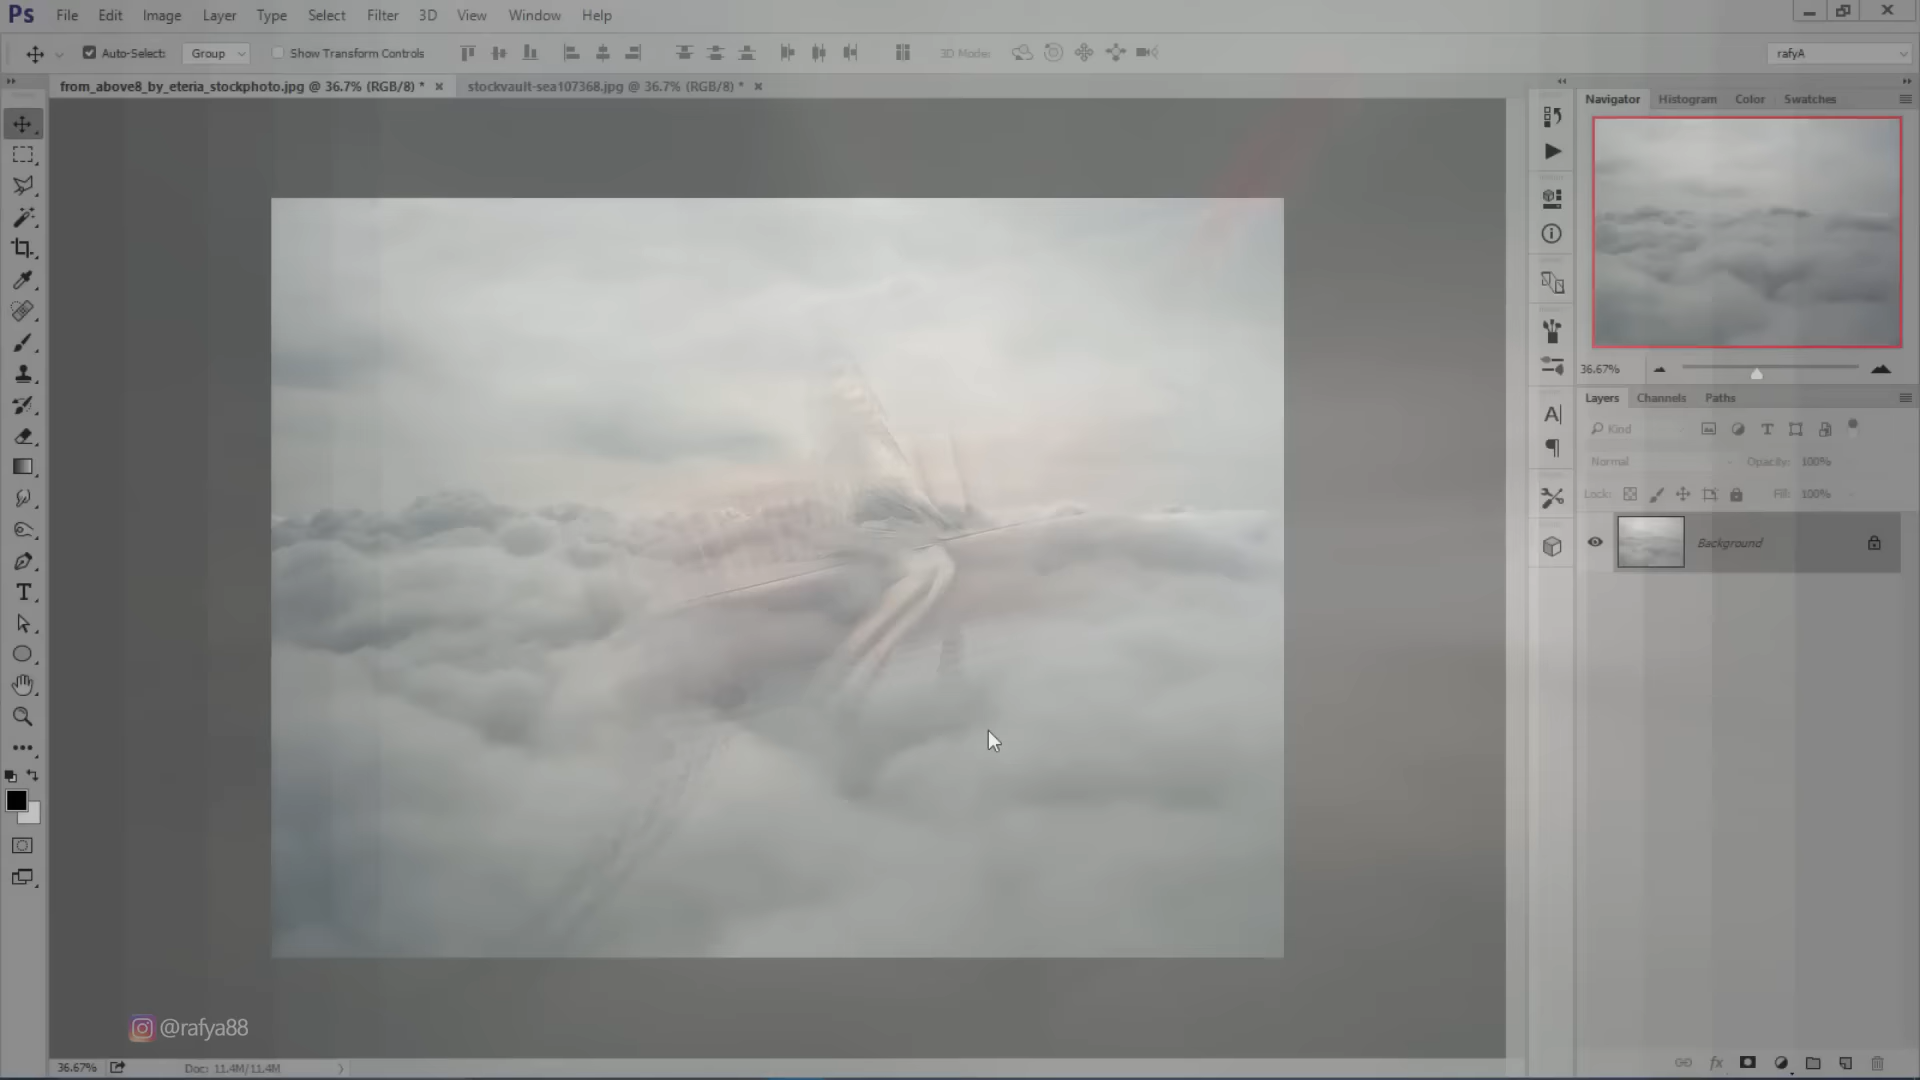 Ps File Edit Image Layer Type Select Filter 3D View Window Help
Auto-Select: Group Show Transform Controls 3D Mode: rafyA
from_above8_by_eteria_stockphoto.jpg @ 36.7% (RGB/8) * stockvault-sea107368.jpg @ 36.7% (RGB/8) *
Navigator Histogram Color Swatches
36.67%
Layers Channels Paths
Kind
Normal Opacity: 100%
Lock: Fill: 100%
Background
@rafya88
36.67% Doc: 11.4M/11.4M
fx